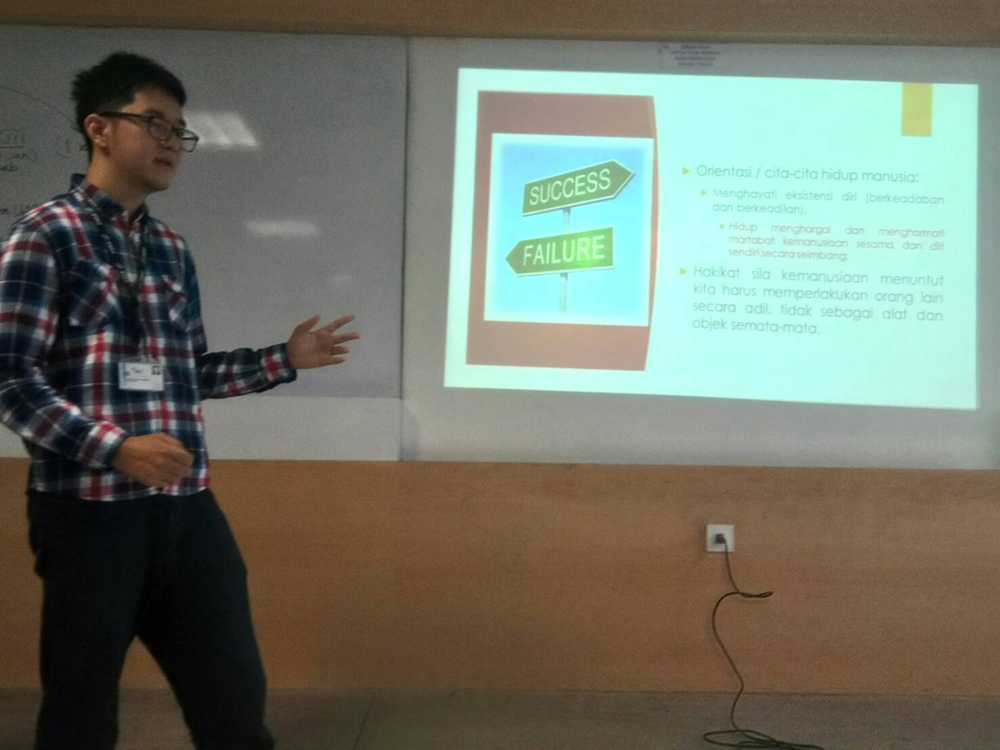 SUCCESS
FAILURE
Orientasi / cita-cita hidup manusia:
Menghayati eksistensi diri (berkeadaban
dan berkeadilan).
Hidup menghargai dan menghormati
martabat kemanusiaan sesama dan diri
sendiri secara seimbang.
Hakikat sila kemanusiaan menuntut
kita harus memperlakukan orang lain
secara adil, tidak sebagai alat dan
objek semata-mata.